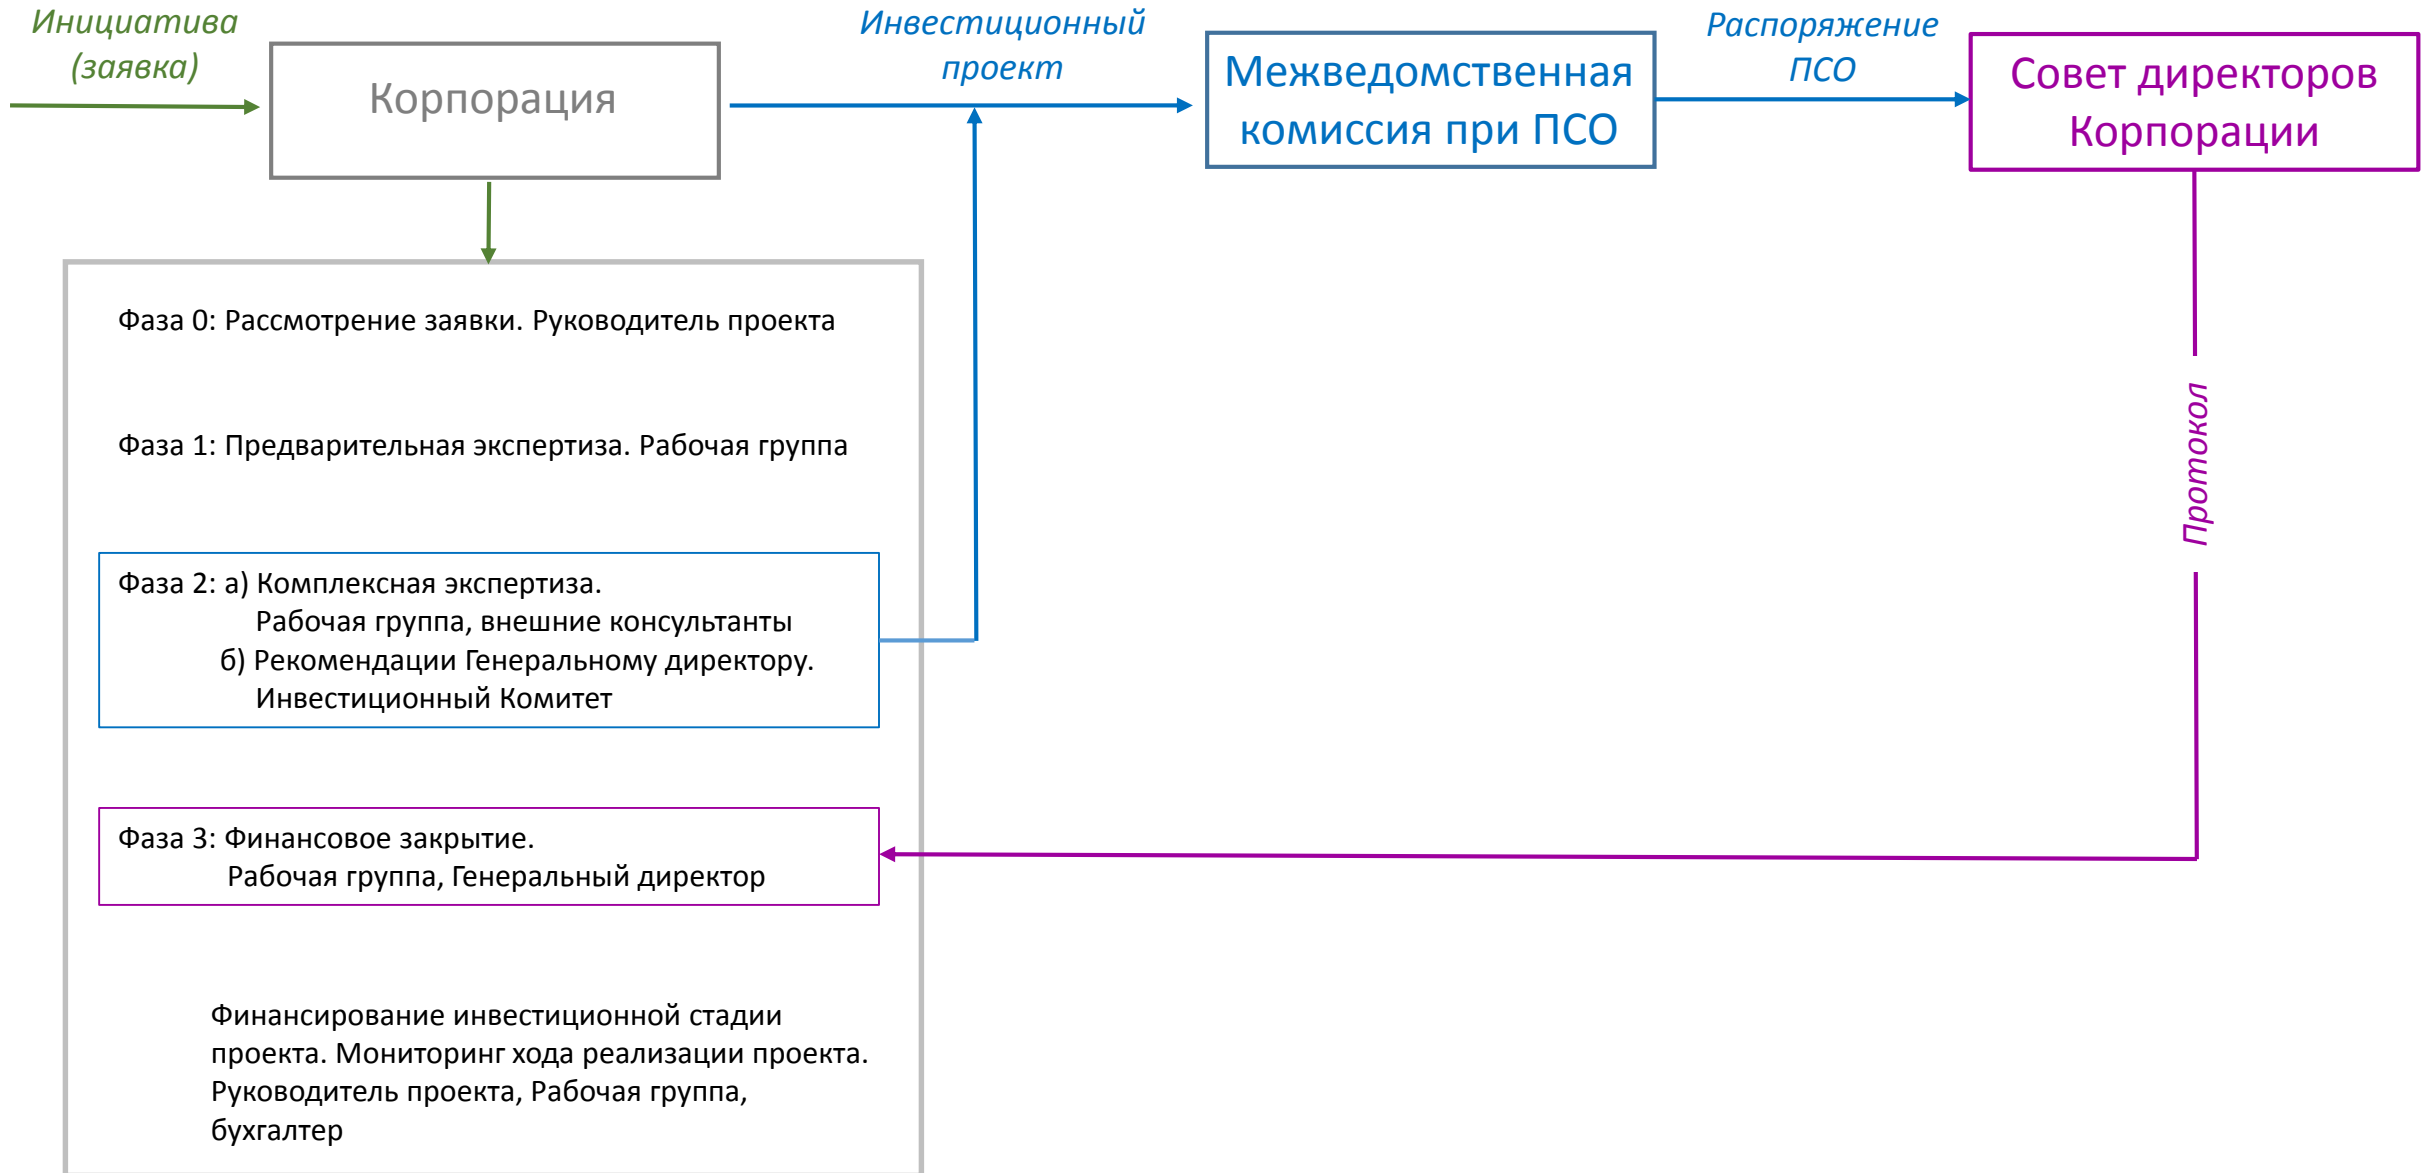 Инициатива
(заявка)
Корпорация
Инвестиционный
проект
Межведомственная
комиссия при ПСО
Распоряжение
ПСО
Совет директоров
Корпорации
Протокол
Фаза 0: Рассмотрение заявки. Руководитель проекта
Фаза 1: Предварительная экспертиза. Рабочая группа
Фаза 2: а) Комплексная экспертиза.
Рабочая группа, внешние консультанты
б) Рекомендации Генеральному директору.
Инвестиционный Комитет
Фаза 3: Финансовое закрытие.
Рабочая группа, Генеральный директор
Финансирование инвестиционной стадии
проекта. Мониторинг хода реализации проекта.
Руководитель проекта, Рабочая группа,
бухгалтер